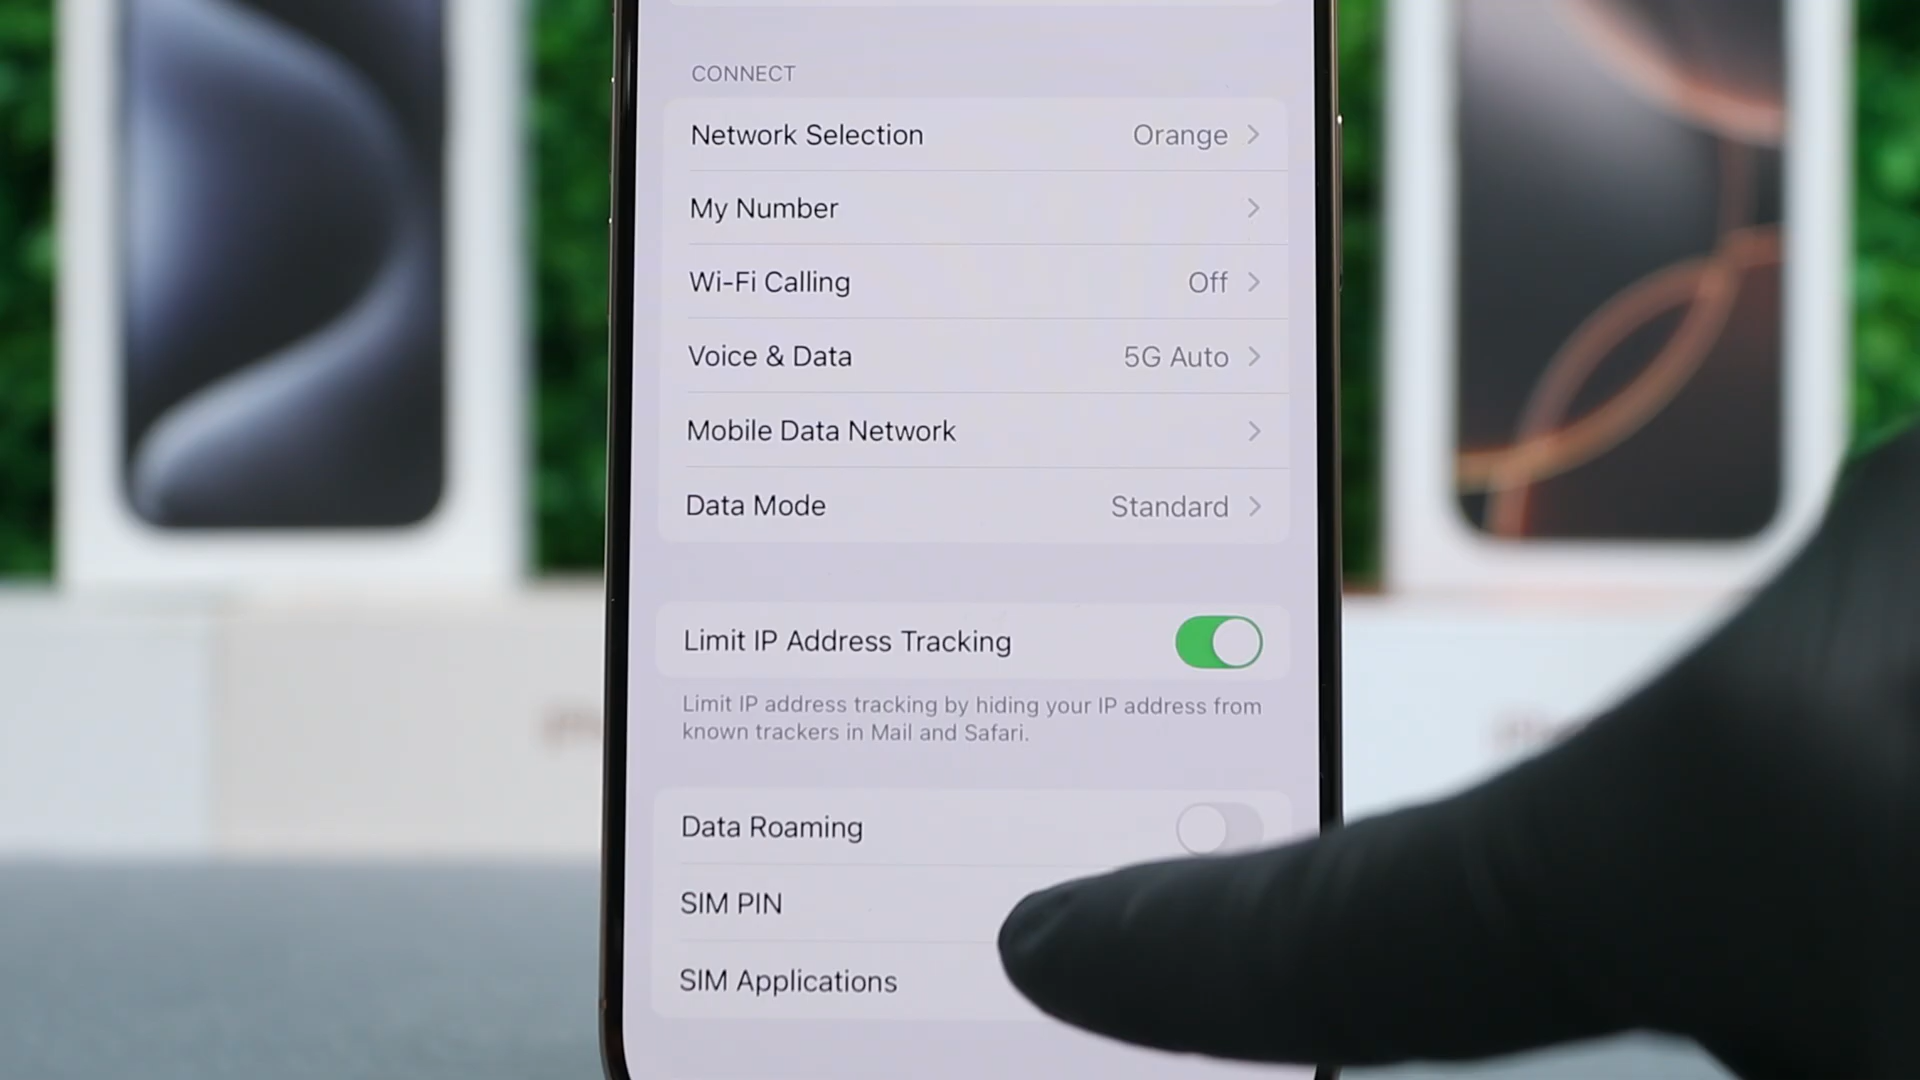 CONNECT
Network Selection Orange
My Number
Wi-Fi Calling Off
Voice & Data 5G Auto
Mobile Data Network
Data Mode Standard
Limit IP Address Tracking
Limit IP address tracking by hiding your IP address from
known trackers in Mail and Safari.
Data Roaming
SIM PIN
SIM Applications